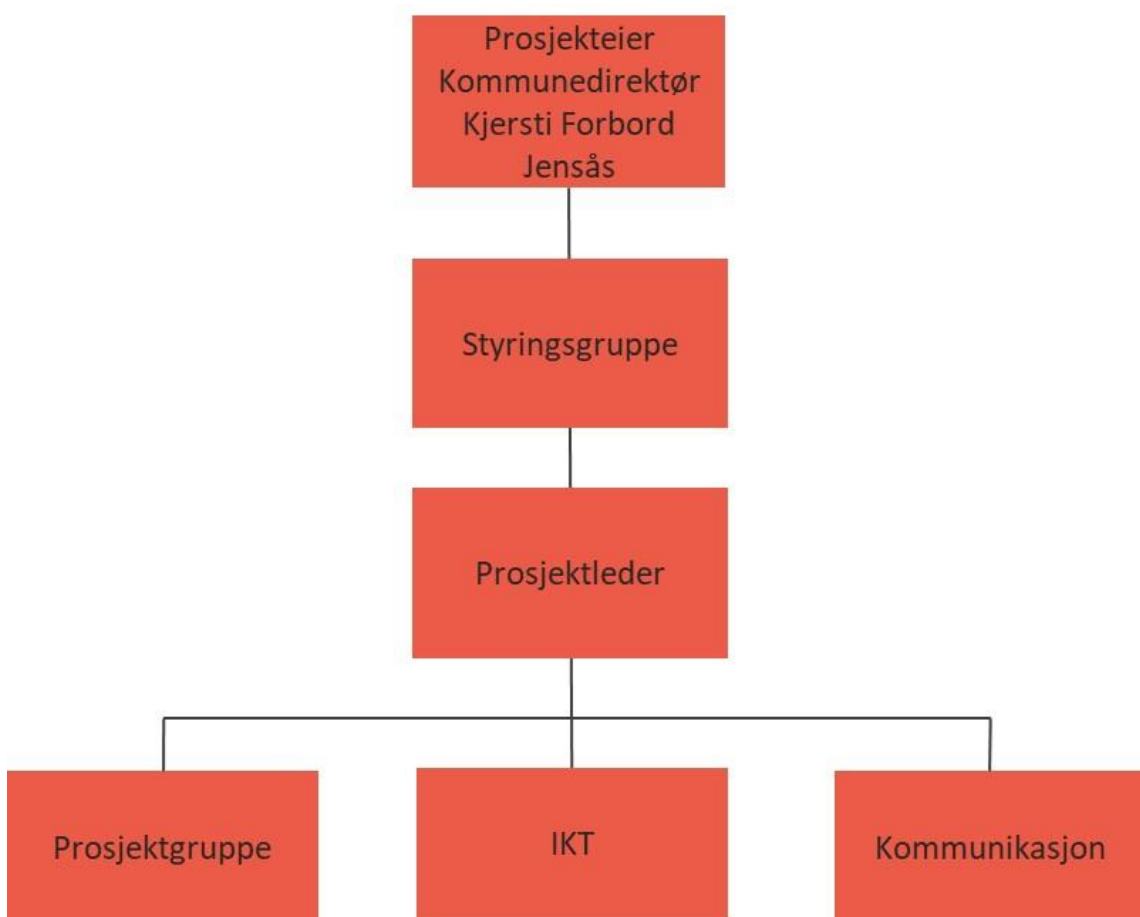 Prosjekteier
Kommunedirektør
Kjersti Forbord
Jensås
Styringsgruppe
Prosjektleder
Prosjektgruppe
IKT
Kommunikasjon